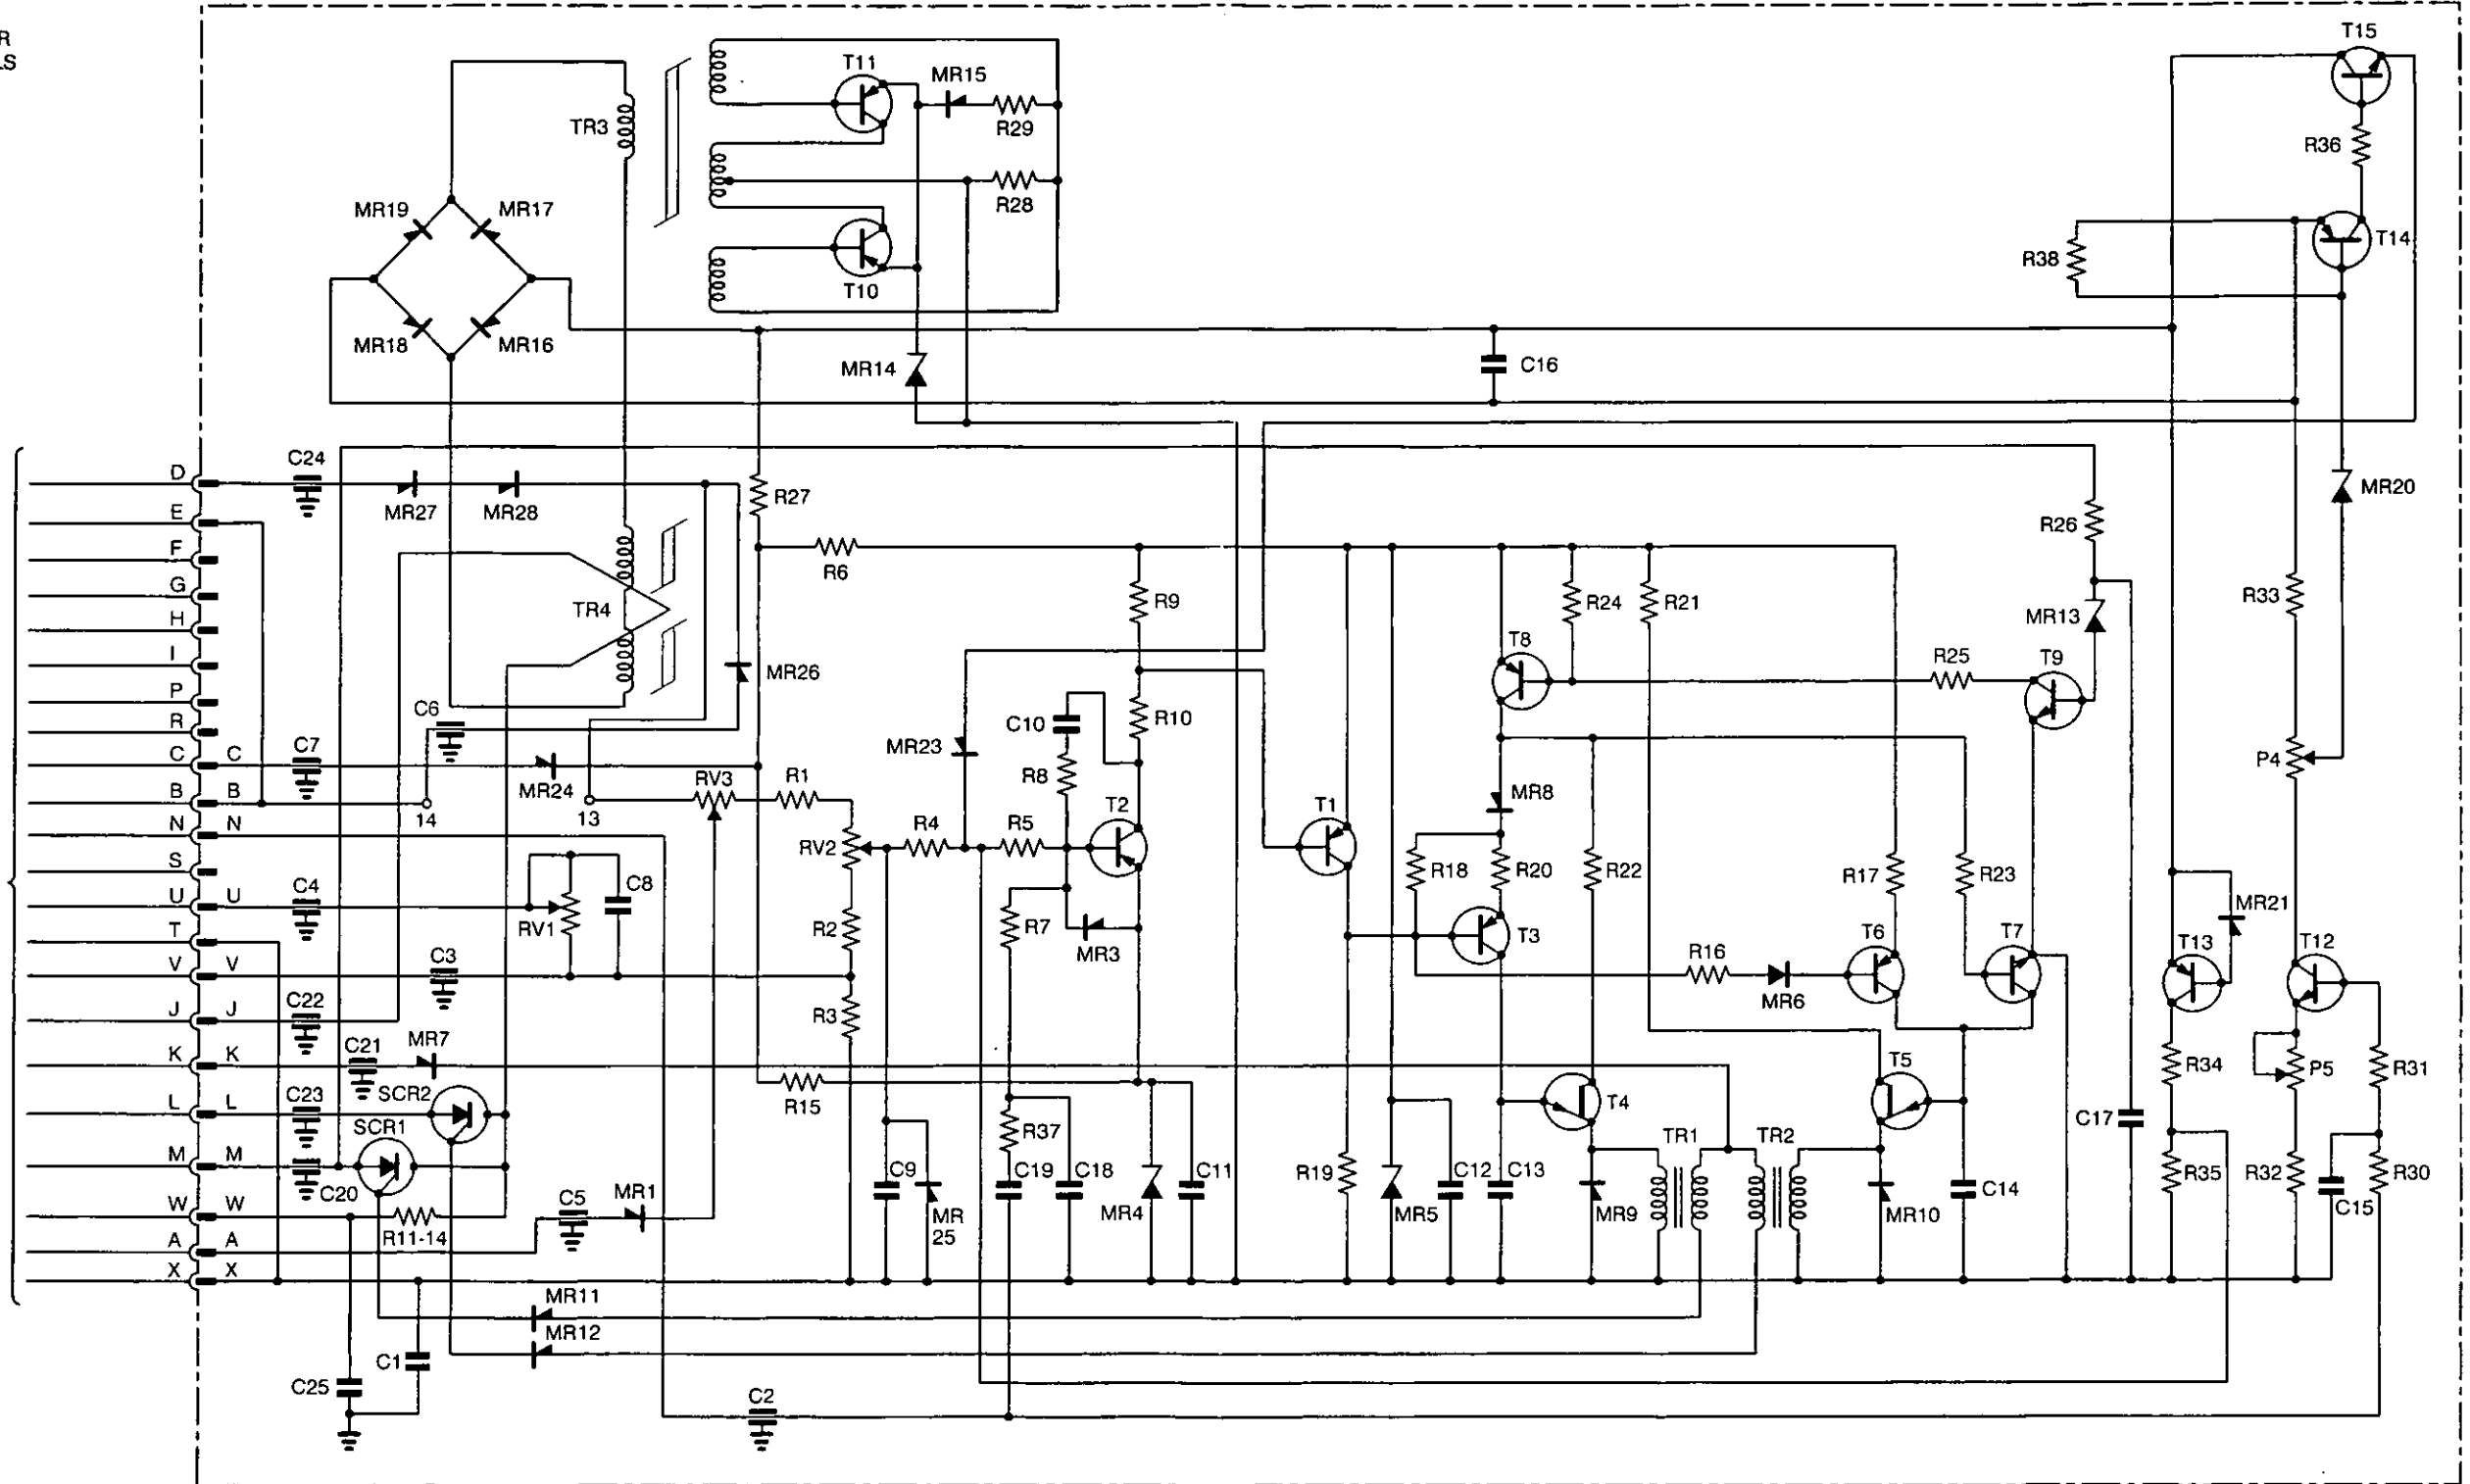 R
LS
T15
T11
MR15
TR3
R29
R36
MR19
MR17
R28
T14
R38
T10
MR18
MR16
MR14
C16
D
C24
R27
MR27
MR28
MR20
E
R26
F
R6
G
R9
R24
R21
R33
TR4
MR13
H
T8
T9
I
MR26
R25
P
C6
C10
R10
R
MR23
C
C
C7
P4
R8
MR24
RV3
R1
MR8
B
B
14
13
T2
T1
N
N
R4
R5
RV2
S
R18
R20
R22
R17
R23
U
U
C4
C8
MR21
RV1
R2
R7
T
MR3
T3
T6
T7
T13
T12
V
V
C3
R16
MR6
J
J
C22
R3
K
K
C21
MR7
T5
R34
P5
R31
L
L
C23
SCR2
R15
T4
C17
SCR1
R37
TR1
TR2
M
M
C20
C9
C19
C18
R19
C12
C13
C14
R35
R32
R30
MR1
MR4
C11
MR5
MR9
MR10
C15
W
W
C5
MR
25
R11-14
A
A
X
X
MR11
MR12
C1
C25
C2